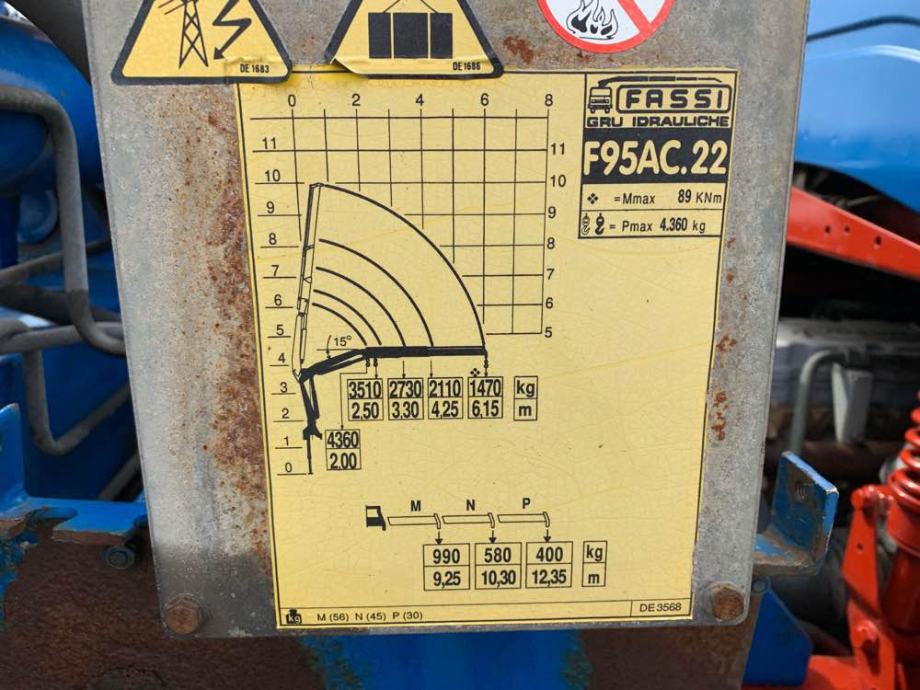 DE 1683
DE 1686
0 2 4 6 8
FASSI
GRU IDRAULICHE
F95AC.22
=Mmax 89 KNm
= Pmax 4.360 kg
11 11
10 10
9 9
8 8
7 7
6 6
5 5
4
3
2
1
0
15°
3510 2730 2110 1470 kg
2,50 3,30 4,25 6,15 m
4360
2,00
M N P
990 580 400 kg
9,25 10,30 12,35 m
kg M (56) N (45) P (30)
DE 3568